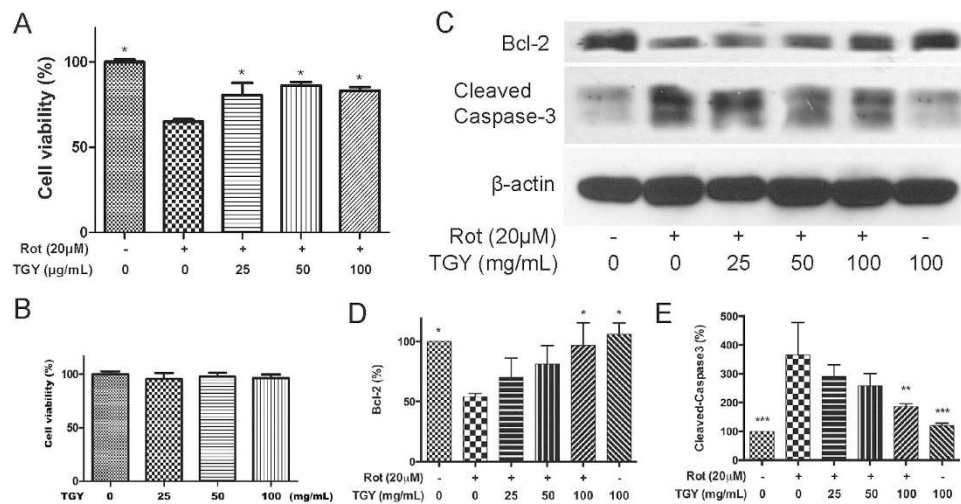 A
Cell viability (%)
100
50
0
*
*
*
*
Rot (20μM) - + + + +
TGY (μg/mL) 0 0 25 50 100
B
Cell viability (%)
100
50
0
TGY 0 25 50 100 (mg/mL)
C
Bcl-2
Cleaved
Caspase-3
β-actin
Rot (20μM) - + + + + -
TGY (mg/mL) 0 0 25 50 100 100
D
Bcl-2 (%)
100
50
0
*
*
*
Rot (20μM) - + + + + -
TGY (mg/mL) 0 0 25 50 100 100
E
Cleaved-Caspase3 (%)
500
400
300
200
100
0
***
**
***
Rot (20μM) - + + + + -
TGY (mg/mL) 0 0 25 50 100 100